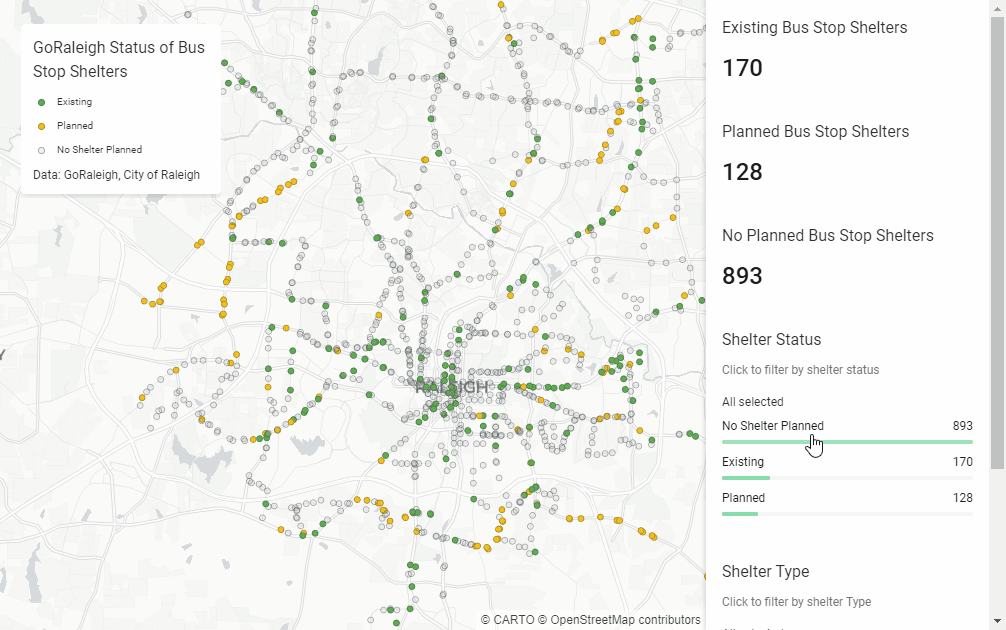 GoRaleigh Status of Bus
Stop Shelters
Existing
Planned
No Shelter Planned
Data: GoRaleigh, City of Raleigh
RALEIGH
© CARTO © OpenStreetMap contributors
Existing Bus Stop Shelters
170
Planned Bus Stop Shelters
128
No Planned Bus Stop Shelters
893
Shelter Status
Click to filter by shelter status
All selected
No Shelter Planned 893
Existing 170
Planned 128
Shelter Type
Click to filter by shelter Type